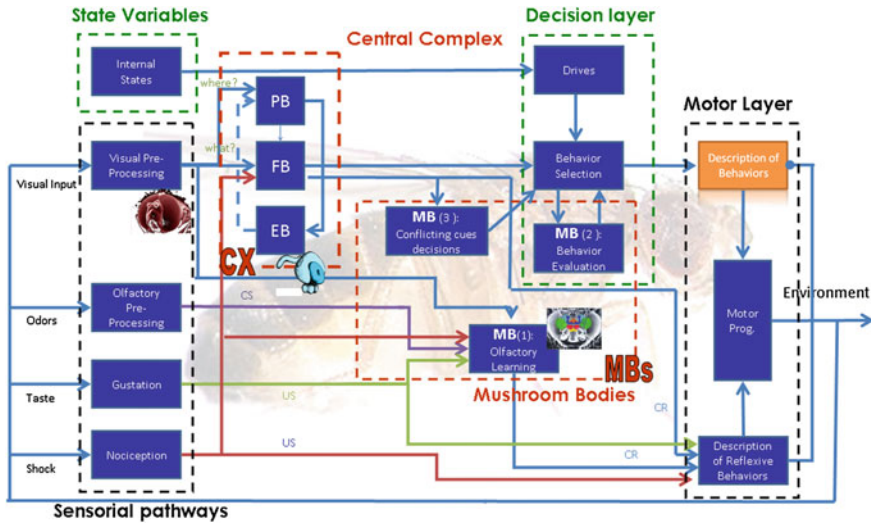 State Variables
Decision layer
Central Complex
Internal
States
where?
PB
Drives
Motor Layer
Visual Pre-
Processing
what?
FB
Behavior
Selection
Description of
Behaviors
Visual Input
EB
MB (3):
Conflicting cues
decisions
MB (2):
Behavior
Evaluation
CX
Olfactory
Pre-
Processing
CS
Odors
MB(1):
Olfactory
Learning
Motor
Prog.
Environment
MBs
Mushroom Bodies
Gustation
Taste
US
CR
Nociception
Shock
US
CR
Description
of Reflexive
Behaviors
Sensorial pathways